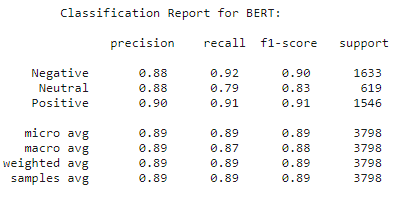 Classification Report for BERT:
precision recall f1-score support
Negative 0.88 0.92 0.90 1633
Neutral 0.88 0.79 0.83 619
Positive 0.90 0.91 0.91 1546
micro avg 0.89 0.89 0.89 3798
macro avg 0.89 0.87 0.88 3798
weighted avg 0.89 0.89 0.89 3798
samples avg 0.89 0.89 0.89 3798